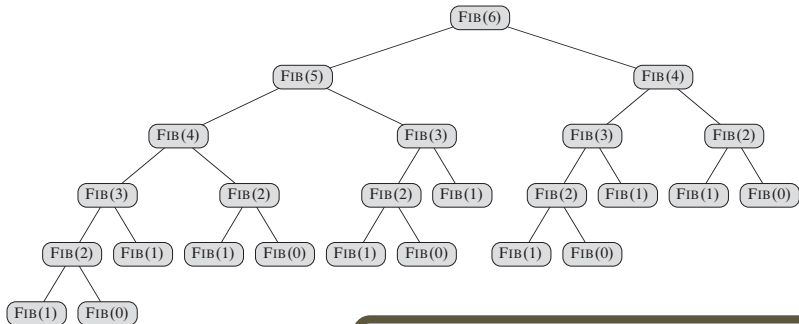 FIB(6)
FIB(5) FIB(4)
FIB(4) FIB(3) FIB(3) FIB(2)
FIB(3) FIB(2) FIB(2) FIB(1) FIB(2) FIB(1) FIB(1) FIB(0)
FIB(2) FIB(1) FIB(1) FIB(0) FIB(1) FIB(0) FIB(1) FIB(0)
FIB(1) FIB(0)